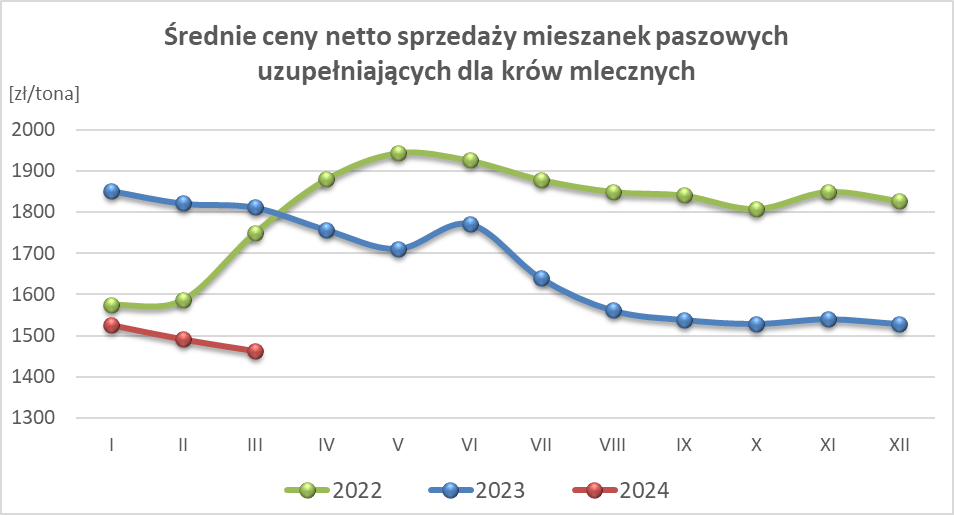 Średnie ceny netto sprzedaży mieszanek paszowych
uzupełniających dla krów mlecznych
[zł/tona]
2000
1900
1800
1700
1600
1500
1400
1300
I II III IV V VI VII VIII IX X XI XII
2022 2023 2024